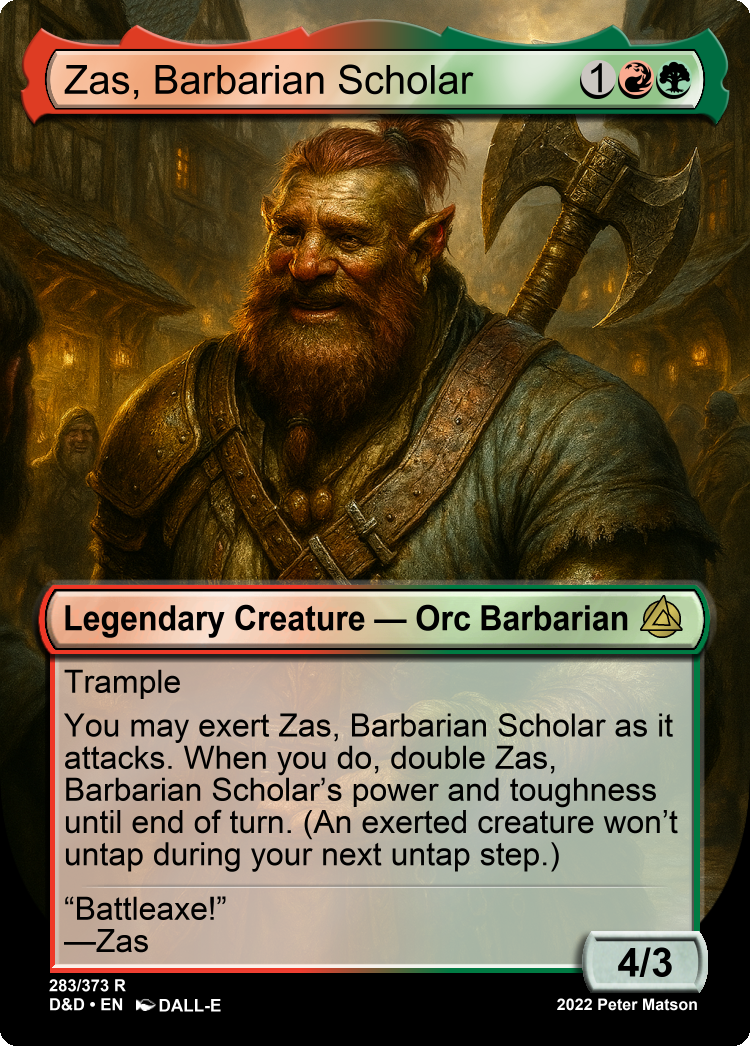 Zas, Barbarian Scholar 1
Legendary Creature — Orc Barbarian
Trample
You may exert Zas, Barbarian Scholar as it
attacks. When you do, double Zas,
Barbarian Scholar’s power and toughness
until end of turn. (An exerted creature won’t
untap during your next untap step.)
“Battleaxe!”
—Zas
4/3
283/373 R
D&D • EN DALL-E
2022 Peter Matson